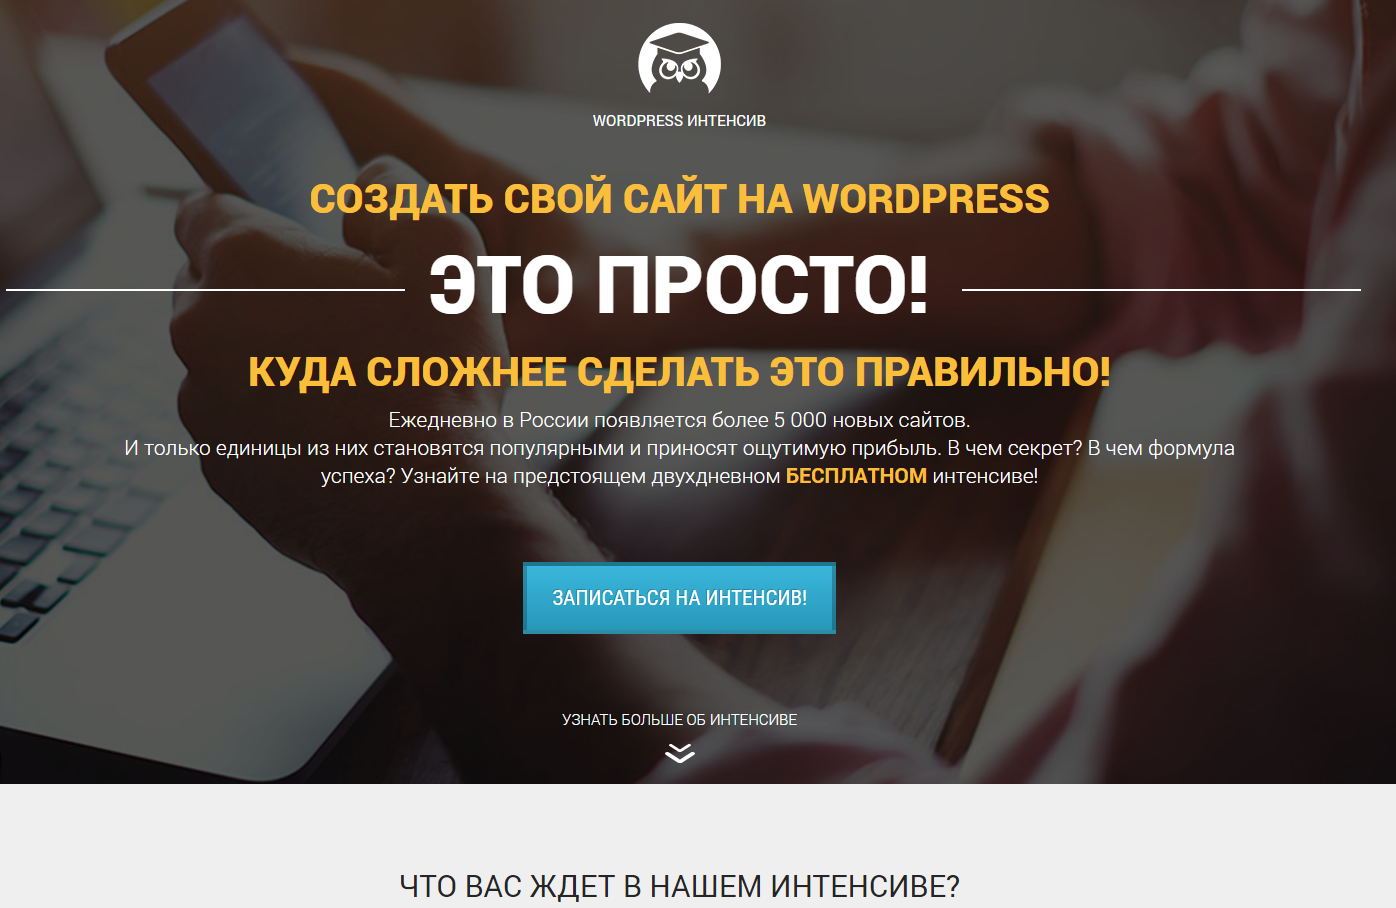 WORDPRESS ИНТЕНСИВ
СОЗДАТЬ СВОЙ САЙТ НА WORDPRESS
ЭТО ПРОСТО!
КУДА СЛОЖНЕЕ СДЕЛАТЬ ЭТО ПРАВИЛЬНО!
Ежедневно в России появляется более 5 000 новых сайтов.
И только единицы из них становятся популярными и приносят ощутимую прибыль. В чем секрет? В чем формула
успеха? Узнайте на предстоящем двухдневном БЕСПЛАТНОМ интенсиве!
ЗАПИСАТЬСЯ НА ИНТЕНСИВ!
УЗНАТЬ БОЛЬШЕ ОБ ИНТЕНСИВЕ
ЧТО ВАС ЖДЕТ В НАШЕМ ИНТЕНСИВЕ?